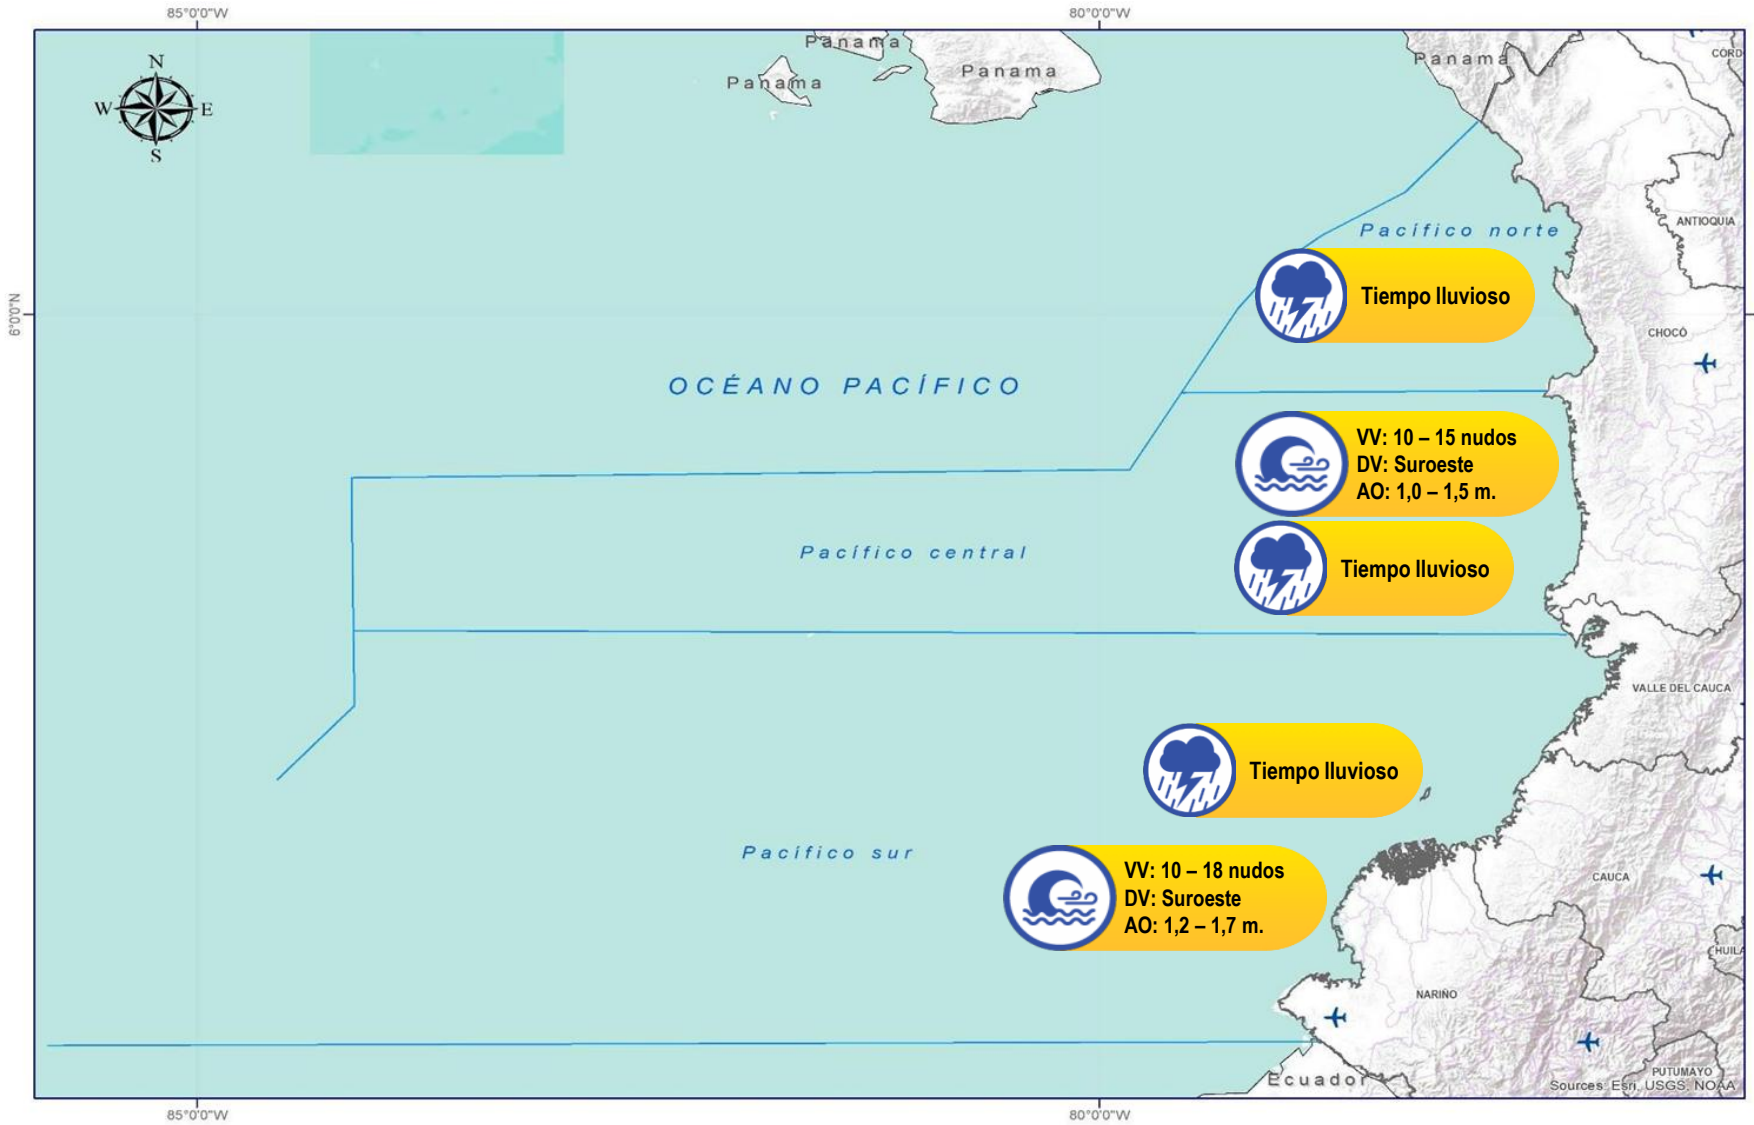 85°0'0"W
80°0'0"W
N
W
E
S
Panama
Panama
Panama
Panama
ANTIOQUIA
Pacífico norte
6°0'0"N
Tiempo lluvioso
CHOCÓ
OCÉANO PACÍFICO
VV: 10 – 15 nudos
DV: Suroeste
AO: 1,0 – 1,5 m.
Pacífico central
Tiempo lluvioso
VALLE DEL CAUCA
Tiempo lluvioso
Pacífico sur
VV: 10 – 18 nudos
DV: Suroeste
AO: 1,2 – 1,7 m.
CAUCA
HUILA
NARIÑO
PUTUMAYO
Ecuador
Sources: Esri, USGS, NOAA
85°0'0"W
80°0'0"W